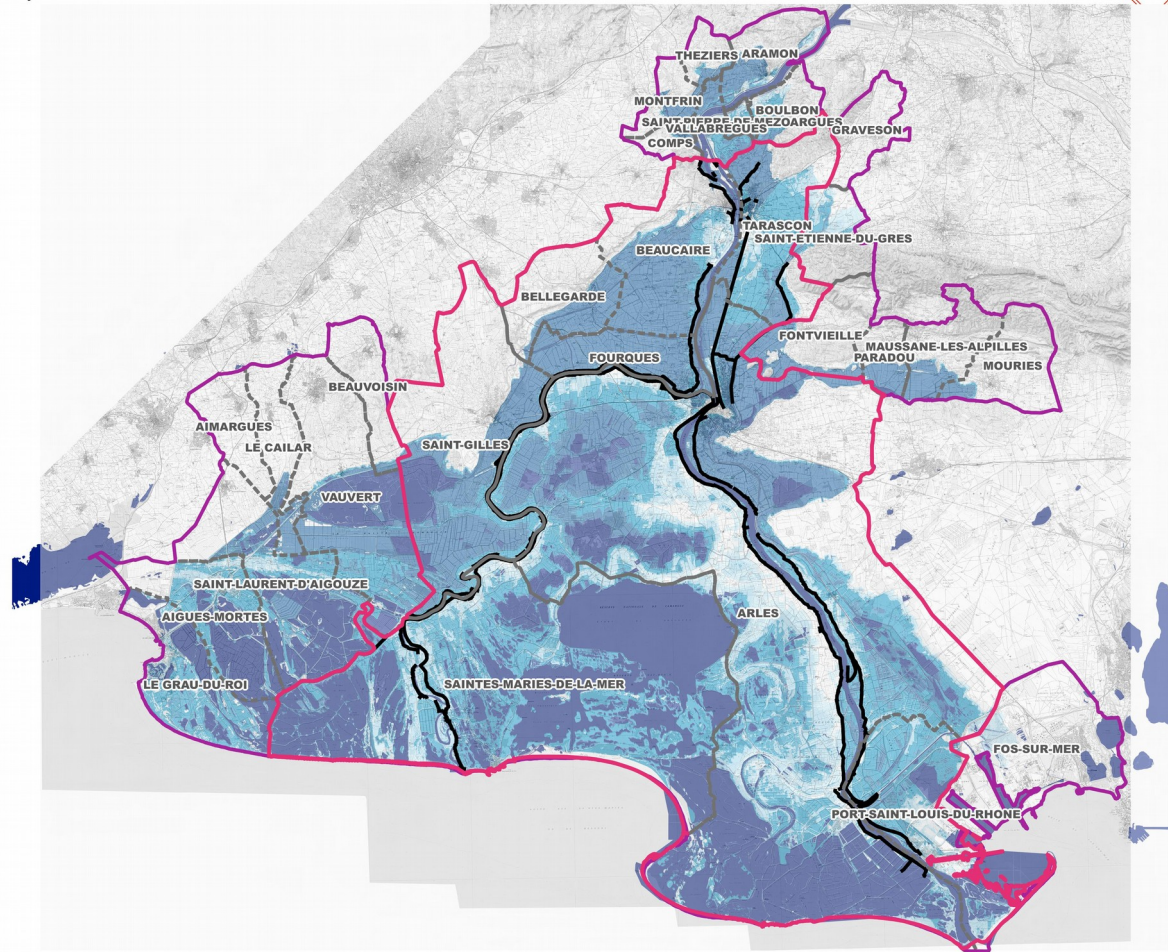 THEZIERS
ARAMON
MONTFRIN
BOULBON
SAINT-PIERRE-DE-MEZOARGUES
VALLABREGUES
GRAVESON
COMPS
TARASCON
SAINT-ETIENNE-DU-GRES
BEAUCAIRE
BELLEGARDE
FONTVIEILLE
MAUSSANE-LES-ALPILLES
FOURQUES
PARADOU
MOURIES
BEAUVOISIN
AIMARGUES
LE CAILAR
SAINT-GILLES
VAUVERT
SAINT-LAURENT-D'AIGOUZE
AIGUES-MORTES
ARLES
LE GRAU-DU-ROI
SAINTES-MARIES-DE-LA-MER
FOS-SUR-MER
PORT-SAINT-LOUIS-DU-RHONE